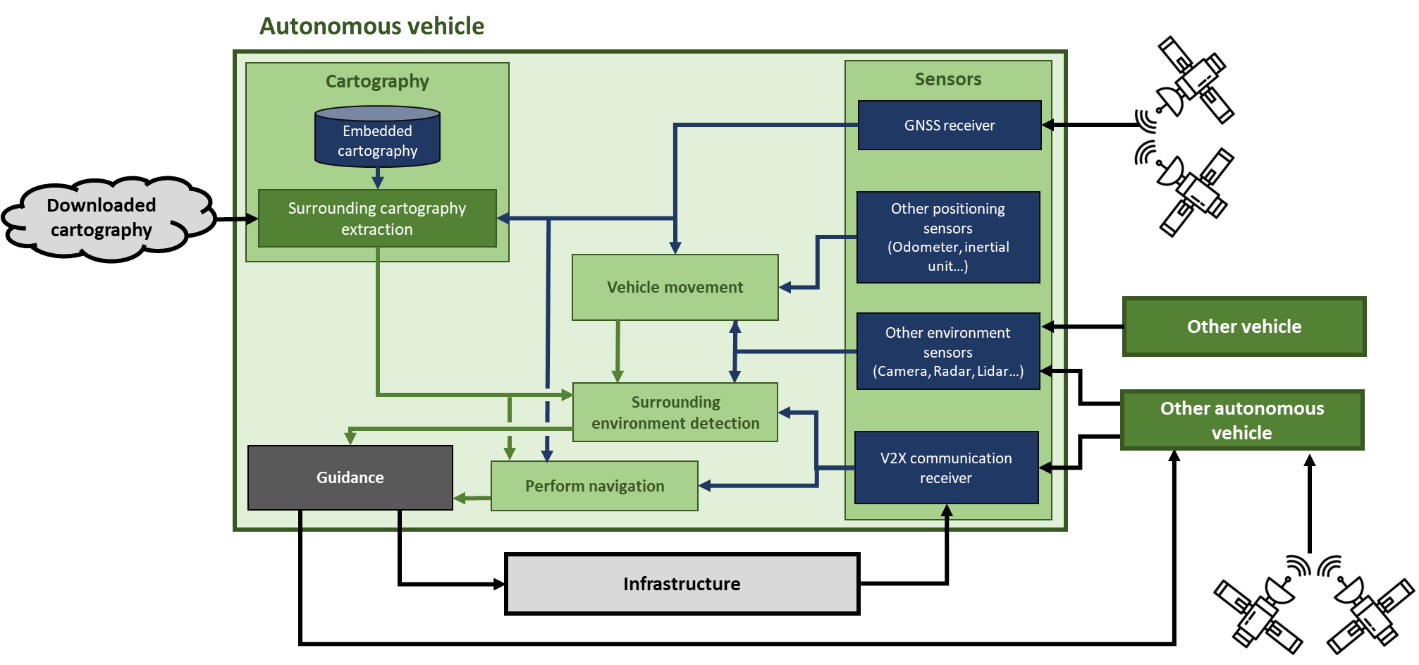 Autonomous vehicle
Cartography
Embedded
cartography
Surrounding cartography
extraction
Downloaded
cartography
Sensors
GNSS receiver
Other positioning
sensors
(Odometer, inertial
unit…)
Vehicle movement
Other environment
sensors
(Camera, Radar, Lidar…)
Other vehicle
Surrounding
environment detection
Other autonomous
vehicle
V2X communication
receiver
Guidance
Perform navigation
Infrastructure